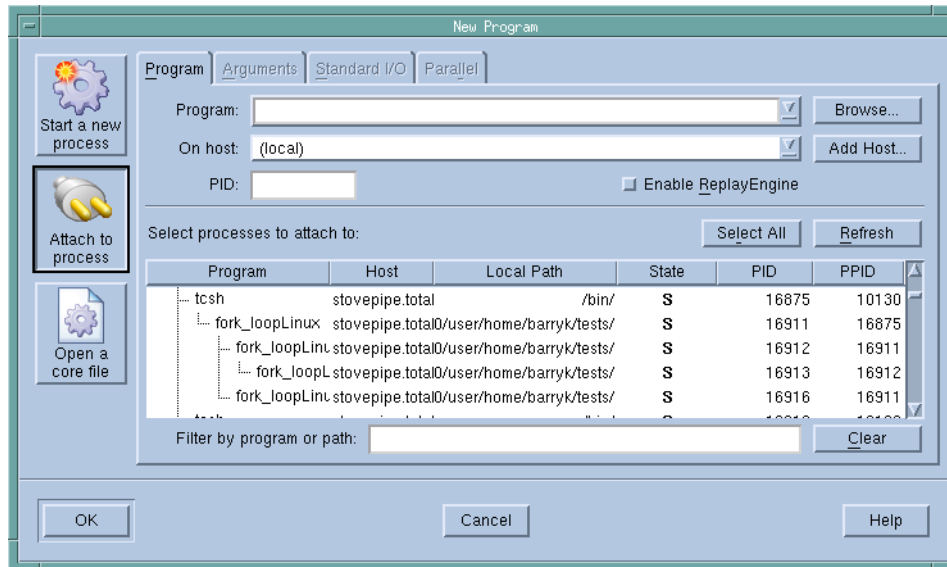 New Program
Start a new
process
Attach to
process
Open a
core file
Program Arguments Standard I/O Parallel
Program: Browse...
On host: (local) Add Host...
PID: Enable ReplayEngine
Select processes to attach to: Select All Refresh
Program Host Local Path State PID PPID
tcsh stovepipe.total /bin/ S 16875 10130
fork_loopLinux stovepipe.total0/user/home/barryk/tests/ S 16911 16875
fork_loopLinu stovepipe.total0/user/home/barryk/tests/ S 16912 16911
fork_loopL stovepipe.total0/user/home/barryk/tests/ S 16913 16912
fork_loopLinu stovepipe.total0/user/home/barryk/tests/ S 16916 16911
Filter by program or path: Clear
OK Cancel Help